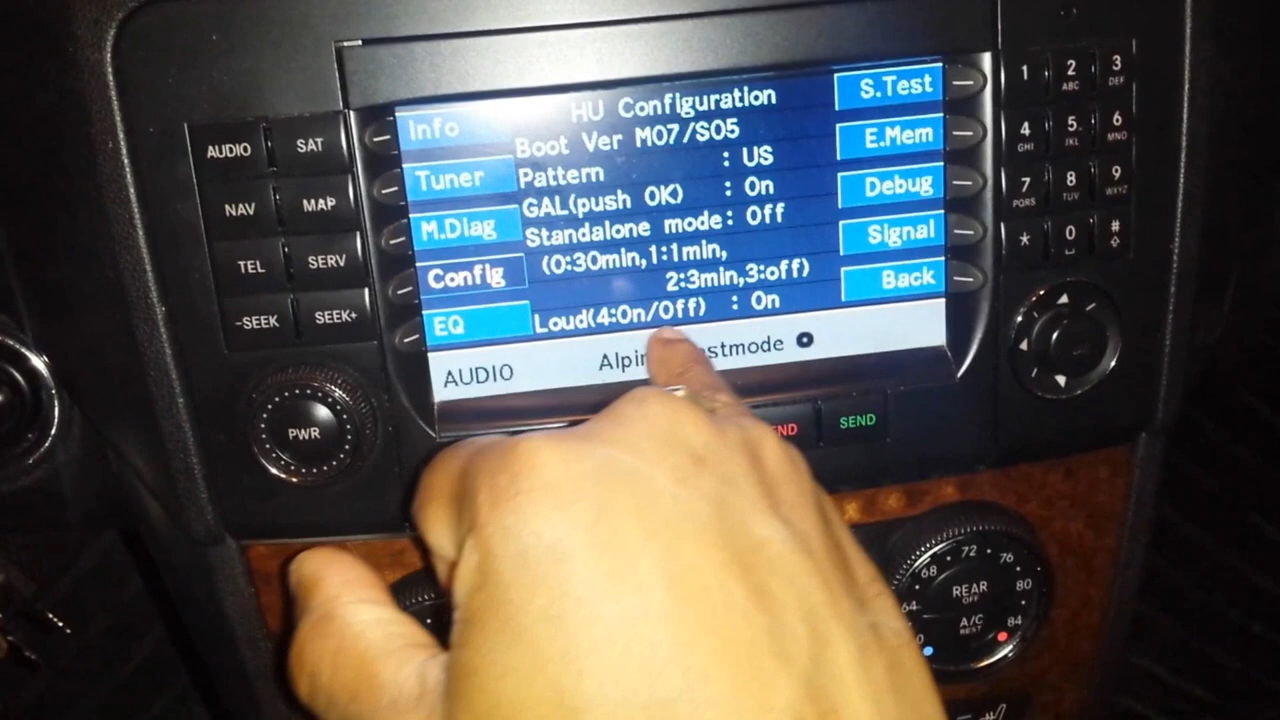 HU Configuration
Info
Boot Ver M07/S05
S.Test
Tuner
Pattern : US
E.Mem
GAL(push OK) : On
M.Diag
Standalone mode: Off
Debug
(0:30min,1:1min,
Signal
Config
2:3min,3:off)
Back
EQ
Loud(4:On/Off) : On
AUDIO
AUDIO SAT
NAV MAP
TEL SERV
-SEEK SEEK+
PWR
SEND
1 2 ABC 3 DEF
4 GHI 5 JKL 6 MNO
7 PQRS 8 TUV 9 WXYZ
* 0 #
68 72 76
64 80
84
REAR
OFF
A/C
REST